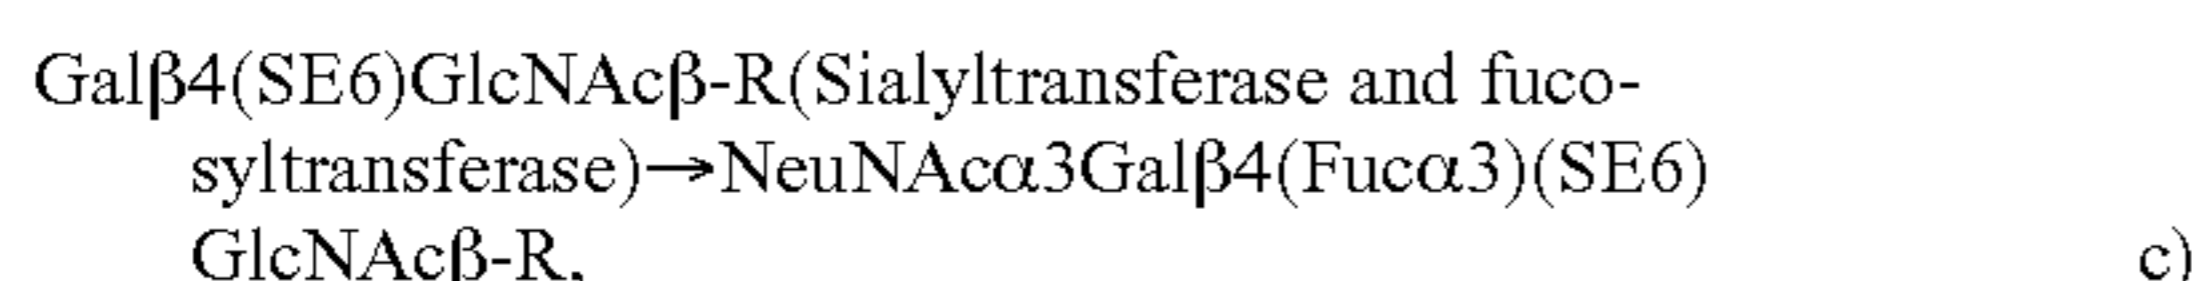 Galβ4(SE6)GlcNAcβ-R(Sialyltransferase and fuco-
syltransferase)→NeuNAcα3Galβ4(Fucα3)(SE6)
GlcNAcβ-R, c)